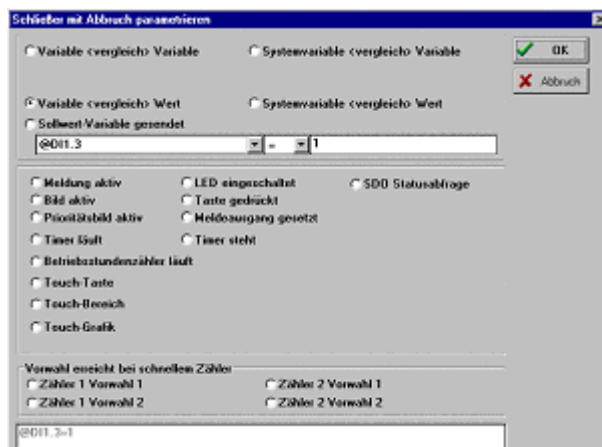 Schließer mit Abbruch parametrieren
Variable <vergleich> Variable
Systemvariable <vergleich> Variable
OK
Abbruch
Variable <vergleich> Wert
Systemvariable <vergleich> Wert
Sollwert-Variable gesendet
@DI1.3 = 1
Meldung aktiv
LED eingeschaltet
SDO Statusabfrage
Bild aktiv
Taste gedrückt
Prioritätsbild aktiv
Meldeausgang gesetzt
Timer läuft
Timer steht
Betriebsstundenzähler läuft
Touch-Taste
Touch-Bereich
Touch-Grafik
Vorwahl erreicht bei schnellem Zähler
Zähler 1 Vorwahl 1
Zähler 2 Vorwahl 1
Zähler 1 Vorwahl 2
Zähler 2 Vorwahl 2
@DI1.3=1